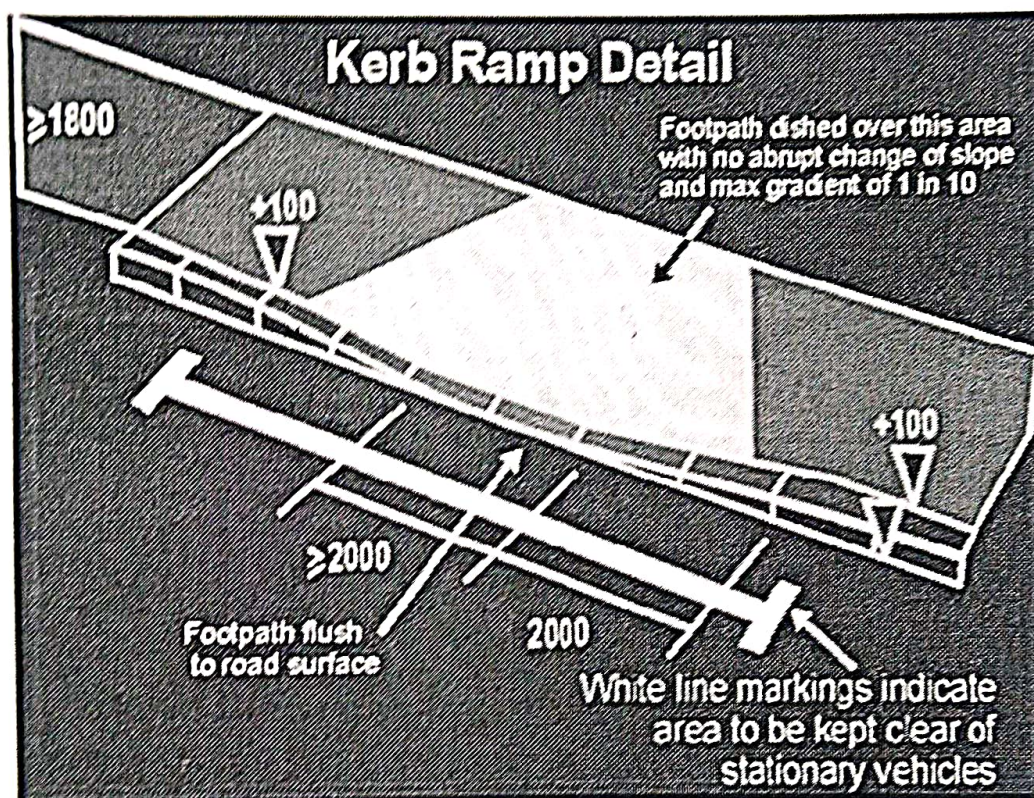 Kerb Ramp Detail
≥1800
Footpath dished over this area
with no abrupt change of slope
and max gradient of 1 in 10
+100
+100
≥2000
2000
Footpath flush
to road surface
White line markings indicate
area to be kept clear of
stationary vehicles